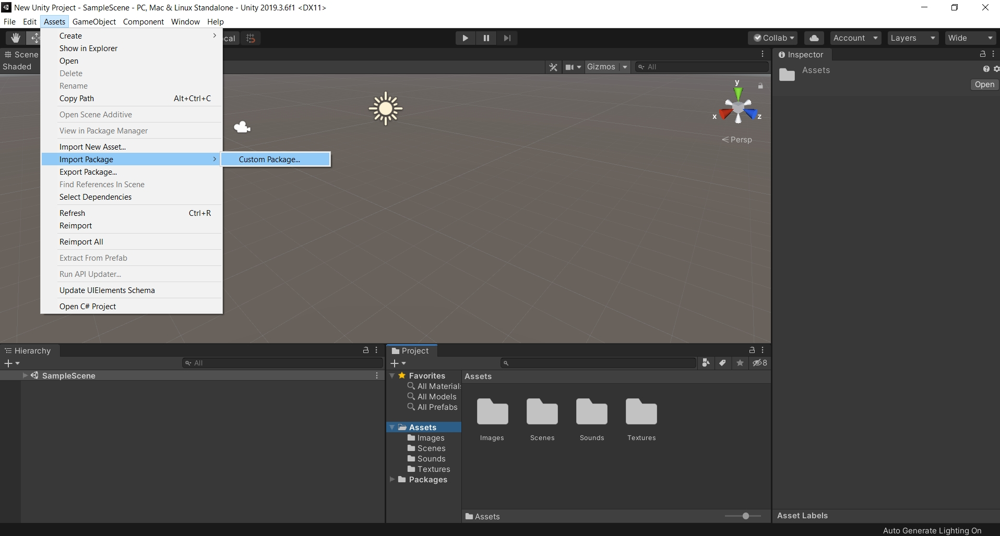 New Unity Project - SampleScene - PC, Mac & Linux Standalone - Unity 2019.3.6f1 <DX11>
File Edit Assets GameObject Component Window Help
Create
Show in Explorer
Open
Delete
Rename
Copy Path Alt+Ctrl+C
Open Scene Additive
View in Package Manager
Import New Asset...
Import Package Custom Package...
Export Package...
Find References In Scene
Select Dependencies
Refresh Ctrl+R
Reimport
Reimport All
Extract From Prefab
Run API Updater...
Update UIElements Schema
Open C# Project
cal
Collab Account Layers Wide
Scene
Shaded
Gizmos All
y
x z
Persp
Inspector
Assets
Open
Hierarchy
All
SampleScene
Project
8
Favorites
All Materials
All Models
All Prefabs
Assets
Images
Scenes
Sounds
Textures
Packages
Assets
Images Scenes Sounds Textures
Assets
Asset Labels
Auto Generate Lighting On